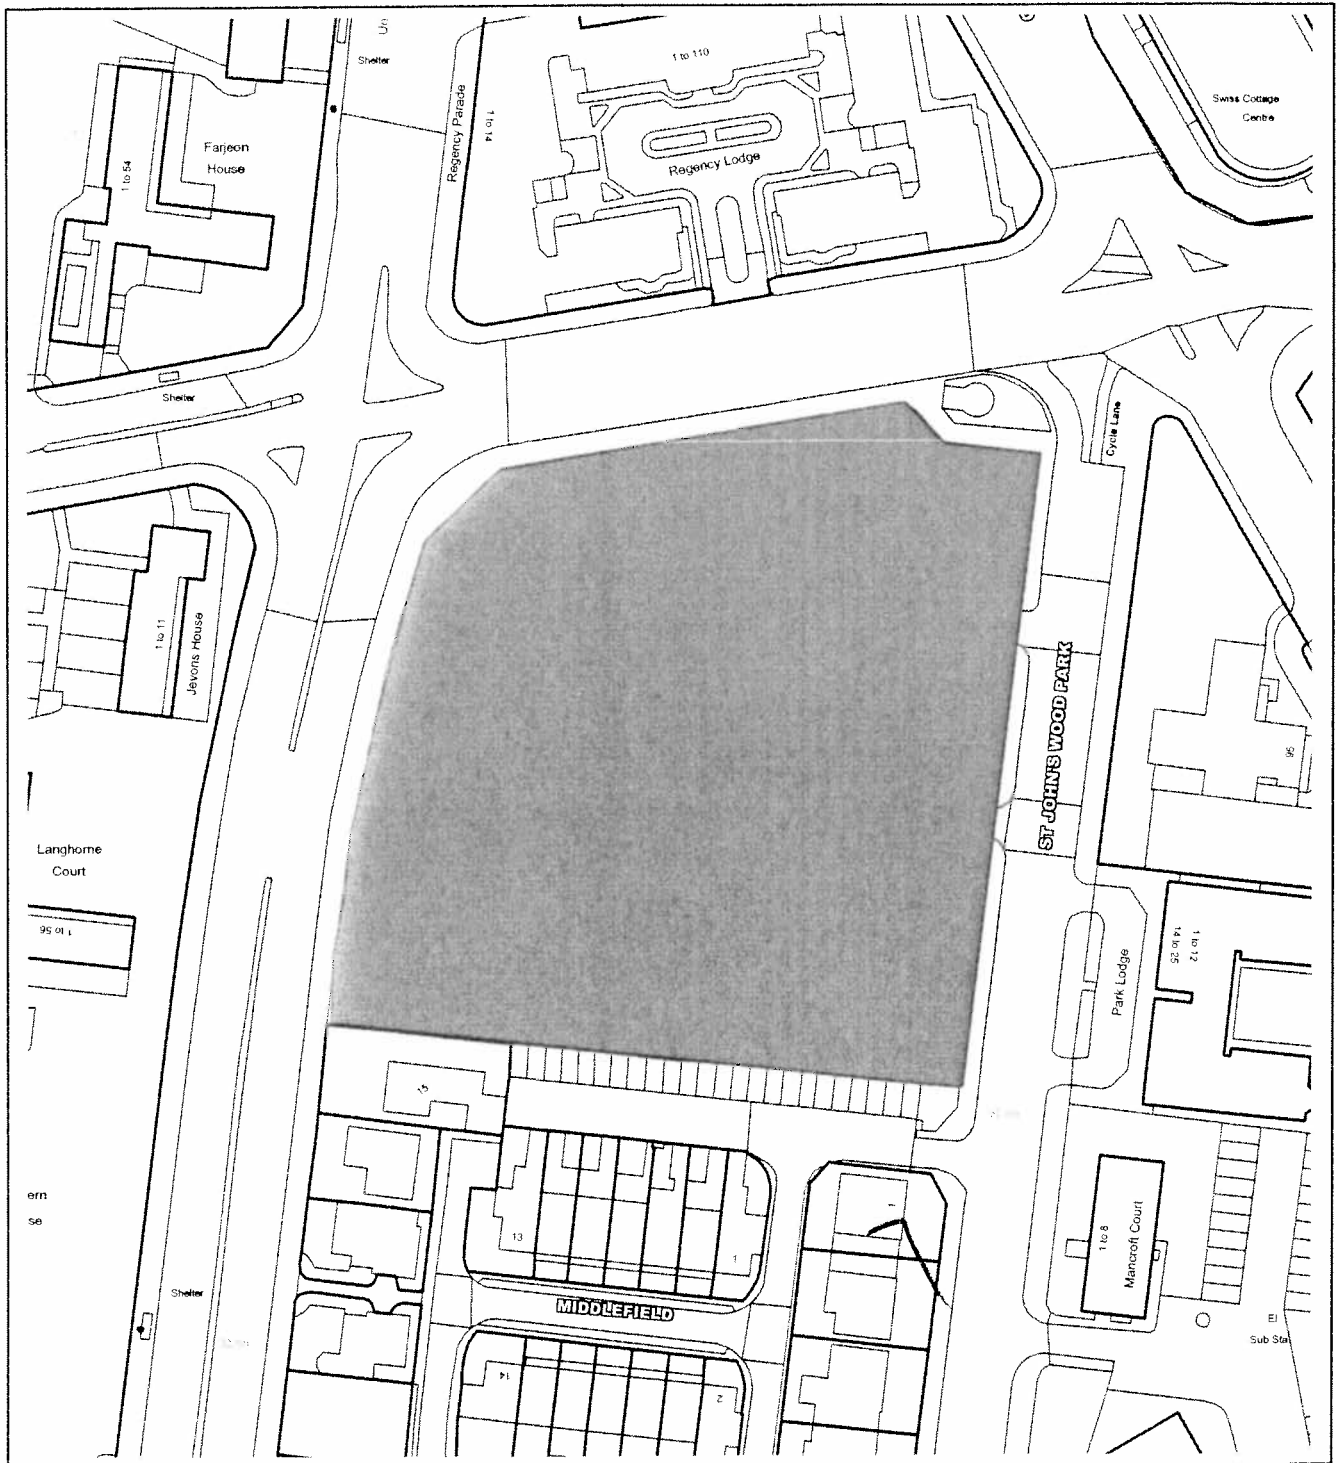 Shelter
1 to 110
Swiss Cottage
Centre
Regency Parade
1 to 14
Farjeon
House
1 to 54
Regency Lodge
Shelter
Cycle Lane
1 to 11
Jevons House
ST JOHN'S WOOD PARK
95
Langhorne
Court
1 to 56
1 to 12
14 to 25
Park Lodge
15
ern
se
13
1
1
1 to 8
Mancroft Court
Shelter
MIDDLEFIELD
El
Sub Sta
14
2